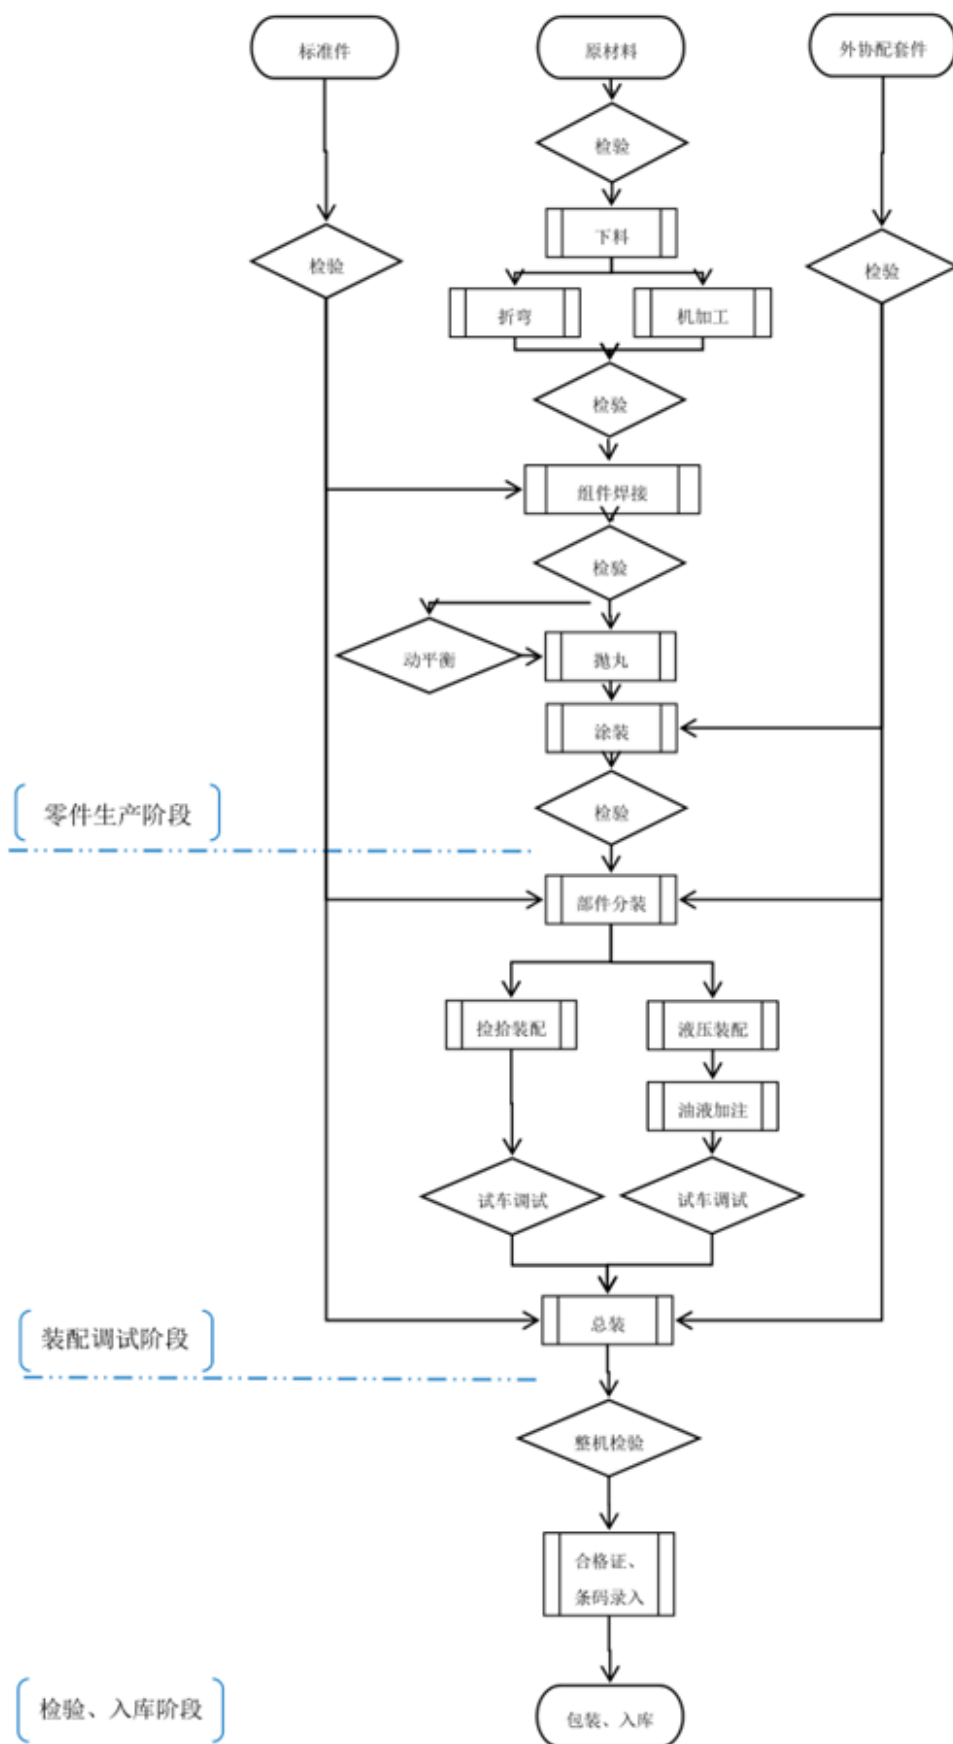 标准件
原材料
外协配套件
检验
下料
检验
检验
折弯
机加工
检验
组件焊接
检验
动平衡
抛丸
涂装
零件生产阶段
检验
部件分装
捡拾装配
液压装配
油液加注
试车调试
试车调试
装配调试阶段
总装
整机检验
合格证、
条码录入
检验、入库阶段
包装、入库